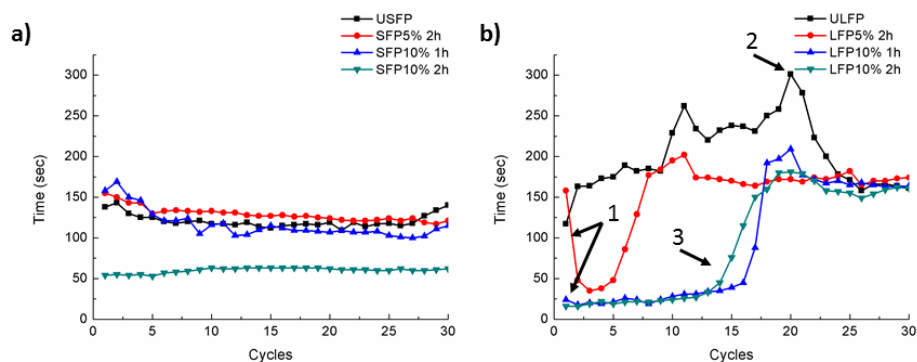 a)
USFP
SFP5% 2h
SFP10% 1h
SFP10% 2h
300
250
200
150
100
50
0
Time (sec)
0 5 10 15 20 25 30
Cycles
b)
ULFP
LFP5% 2h
LFP10% 1h
LFP10% 2h
2
1
3
300
250
200
150
100
50
0
Time (sec)
0 5 10 15 20 25 30
Cycles